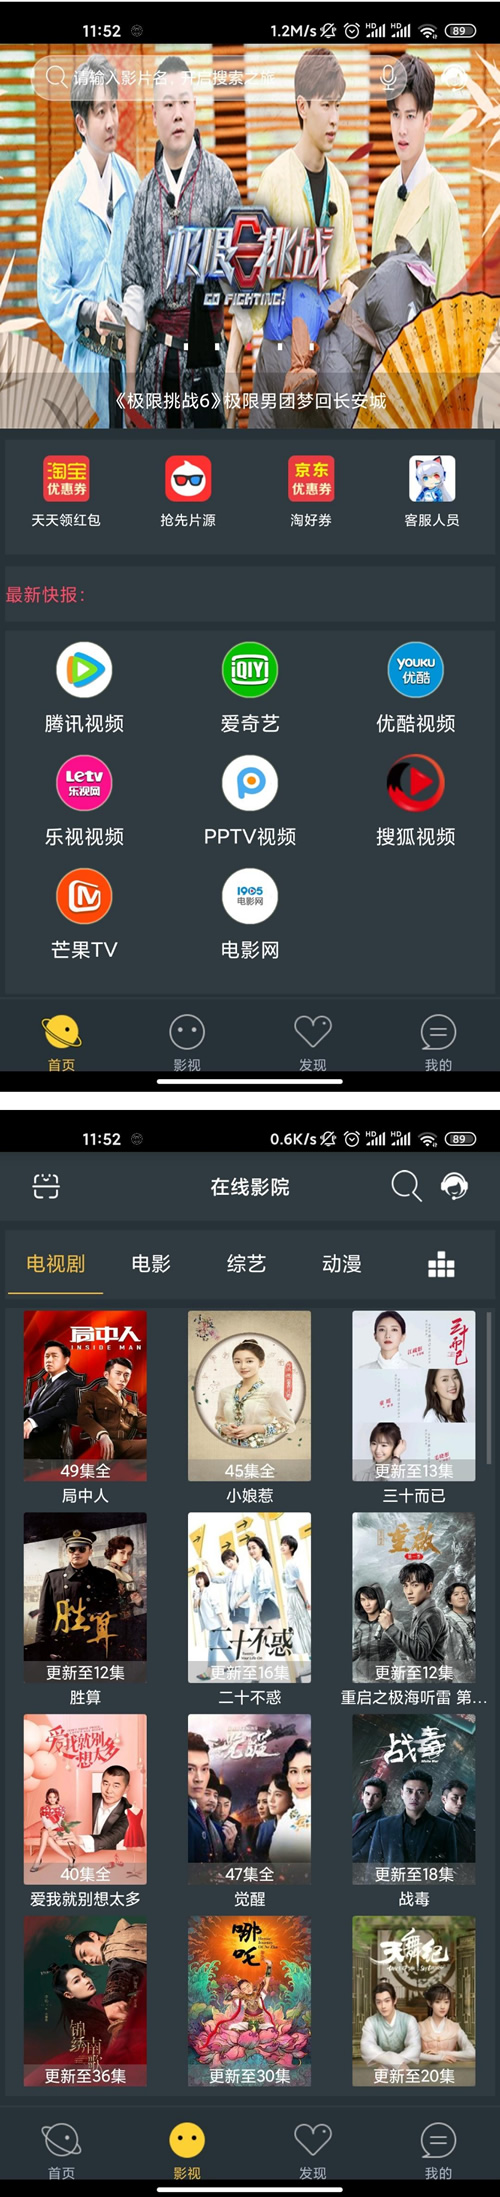 11:52
1.2M/s
HD HD
89
请输入影片名，开启搜索之旅
极限挑战
GO FIGHTING!
《极限挑战6》极限男团梦回长安城
淘宝
优惠券
京东
优惠券
天天领红包
抢先片源
淘好券
客服人员
最新快报：
iQIYI
YOUKU
优酷
腾讯视频
爱奇艺
优酷视频
Letv
乐视网
乐视视频
PPTV视频
搜狐视频
1905
电影网
芒果TV
电影网
首页
影视
发现
我的
11:52
0.6K/s
HD HD
89
在线影院
电视剧
电影
综艺
动漫
局中人
INSIDE MAN
三十而已
49集全
45集全
更新至13集
局中人
小娘惹
三十而已
胜算
二十不惑
重启
更新至12集
更新至16集
更新至12集
胜算
二十不惑
重启之极海听雷 第...
爱我就别想太多
觉醒
战毒
40集全
47集全
更新至18集
爱我就别想太多
觉醒
战毒
锦绣南歌
哪吒
天舞纪
更新至36集
更新至30集
更新至20集
首页
影视
发现
我的